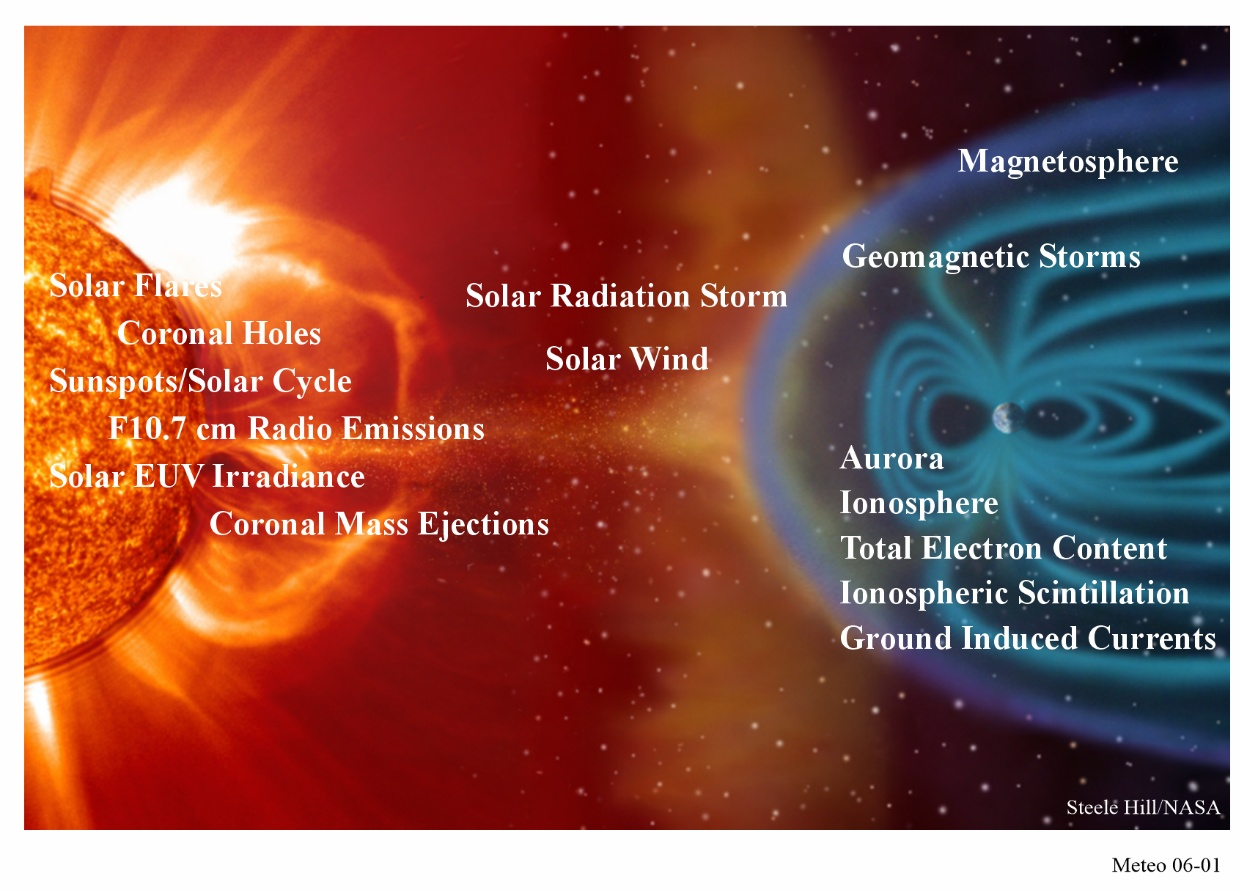 Magnetosphere
Geomagnetic Storms
Solar Flares
Solar Radiation Storm
Coronal Holes
Solar Wind
Sunspots/Solar Cycle
F10.7 cm Radio Emissions
Aurora
Solar EUV Irradiance
Ionosphere
Coronal Mass Ejections
Total Electron Content
Ionospheric Scintillation
Ground Induced Currents
Steele Hill/NASA
Meteo 06-01